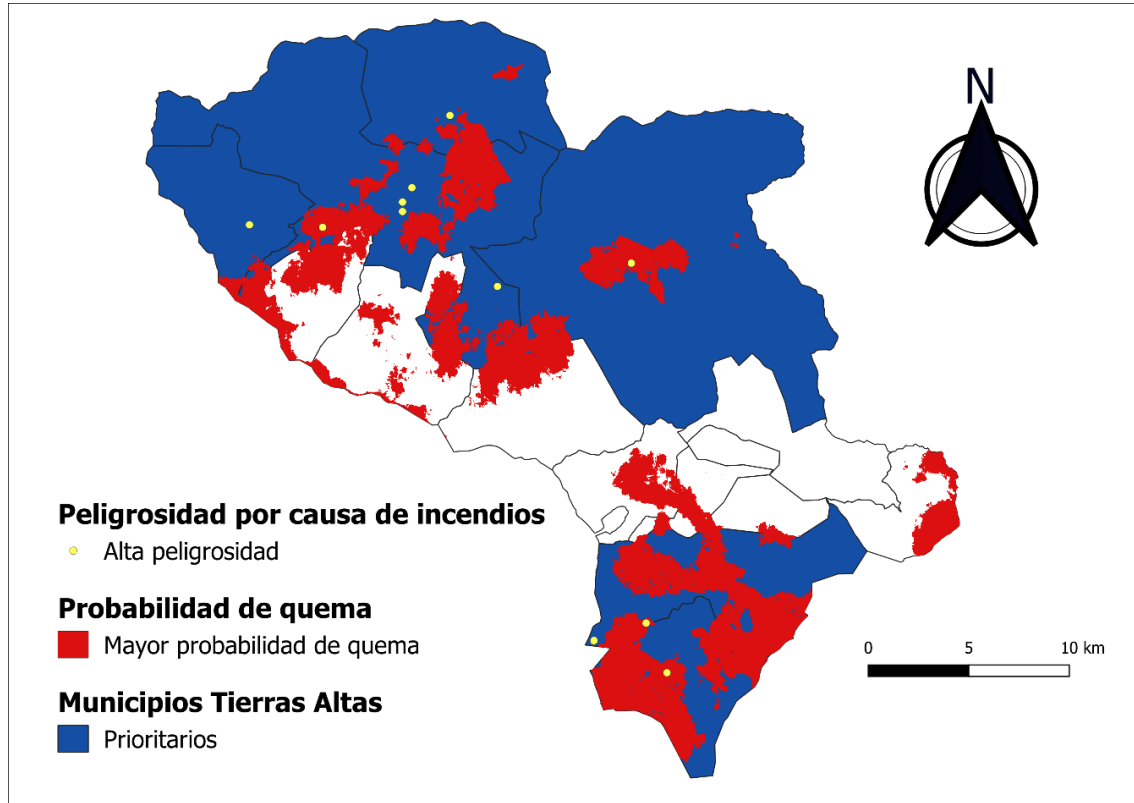 N
Peligrosidad por causa de incendios
Alta peligrosidad
Probabilidad de quema
Mayor probabilidad de quema
Municipios Tierras Altas
Prioritarios
0 5 10 km